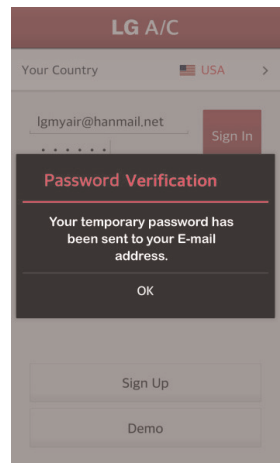 LG A/C
Your Country USA >
lgmyair@hanmail.net
Sign In
Password Verification
Your temporary password has
been sent to your E-mail
address.
OK
Sign Up
Demo